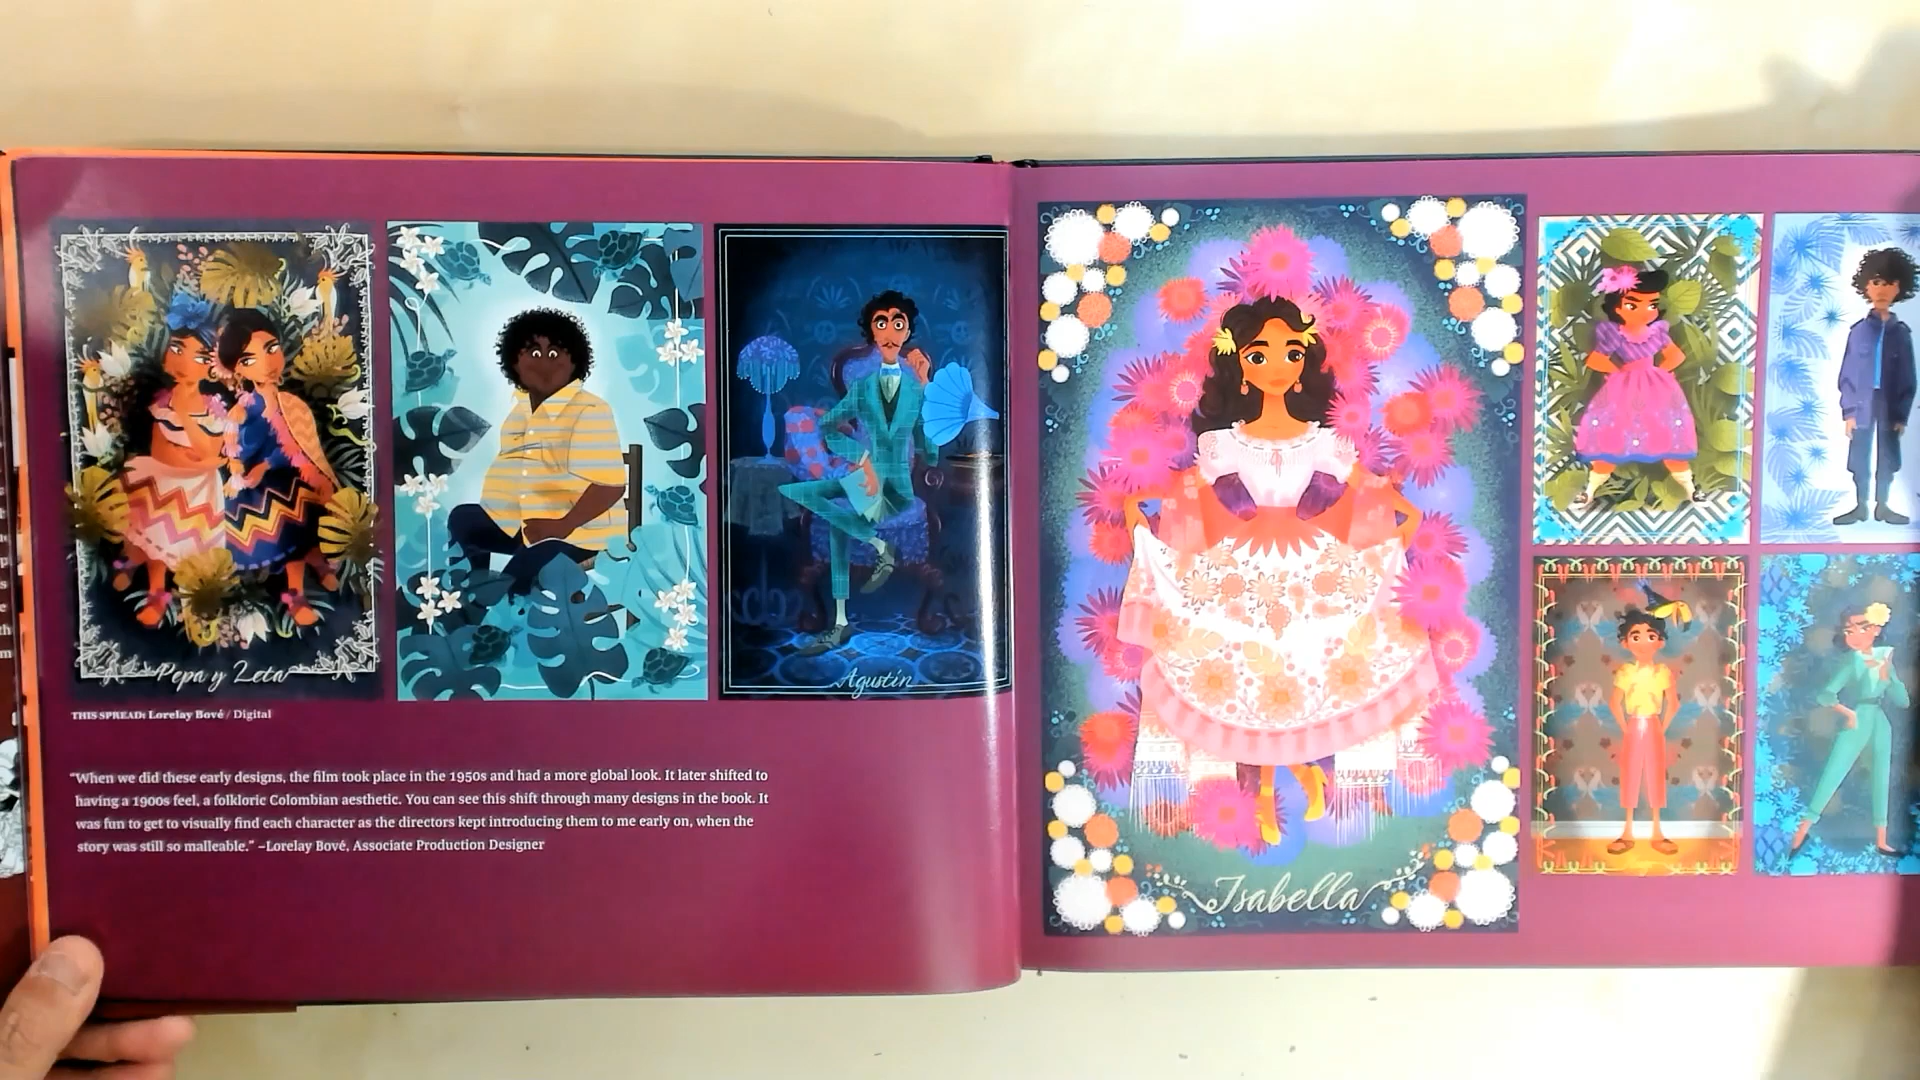 Pepa y Zeta
Agustín
THIS SPREAD: Lorelay Bové / Digital
"When we did these early designs, the film took place in the 1950s and had a more global look. It later shifted to
having a 1900s feel, a folkloric Colombian aesthetic. You can see this shift through many designs in the book. It
was fun to get to visually find each character as the directors kept introducing them to me early on, when the
story was still so malleable." –Lorelay Bové, Associate Production Designer
Isabella